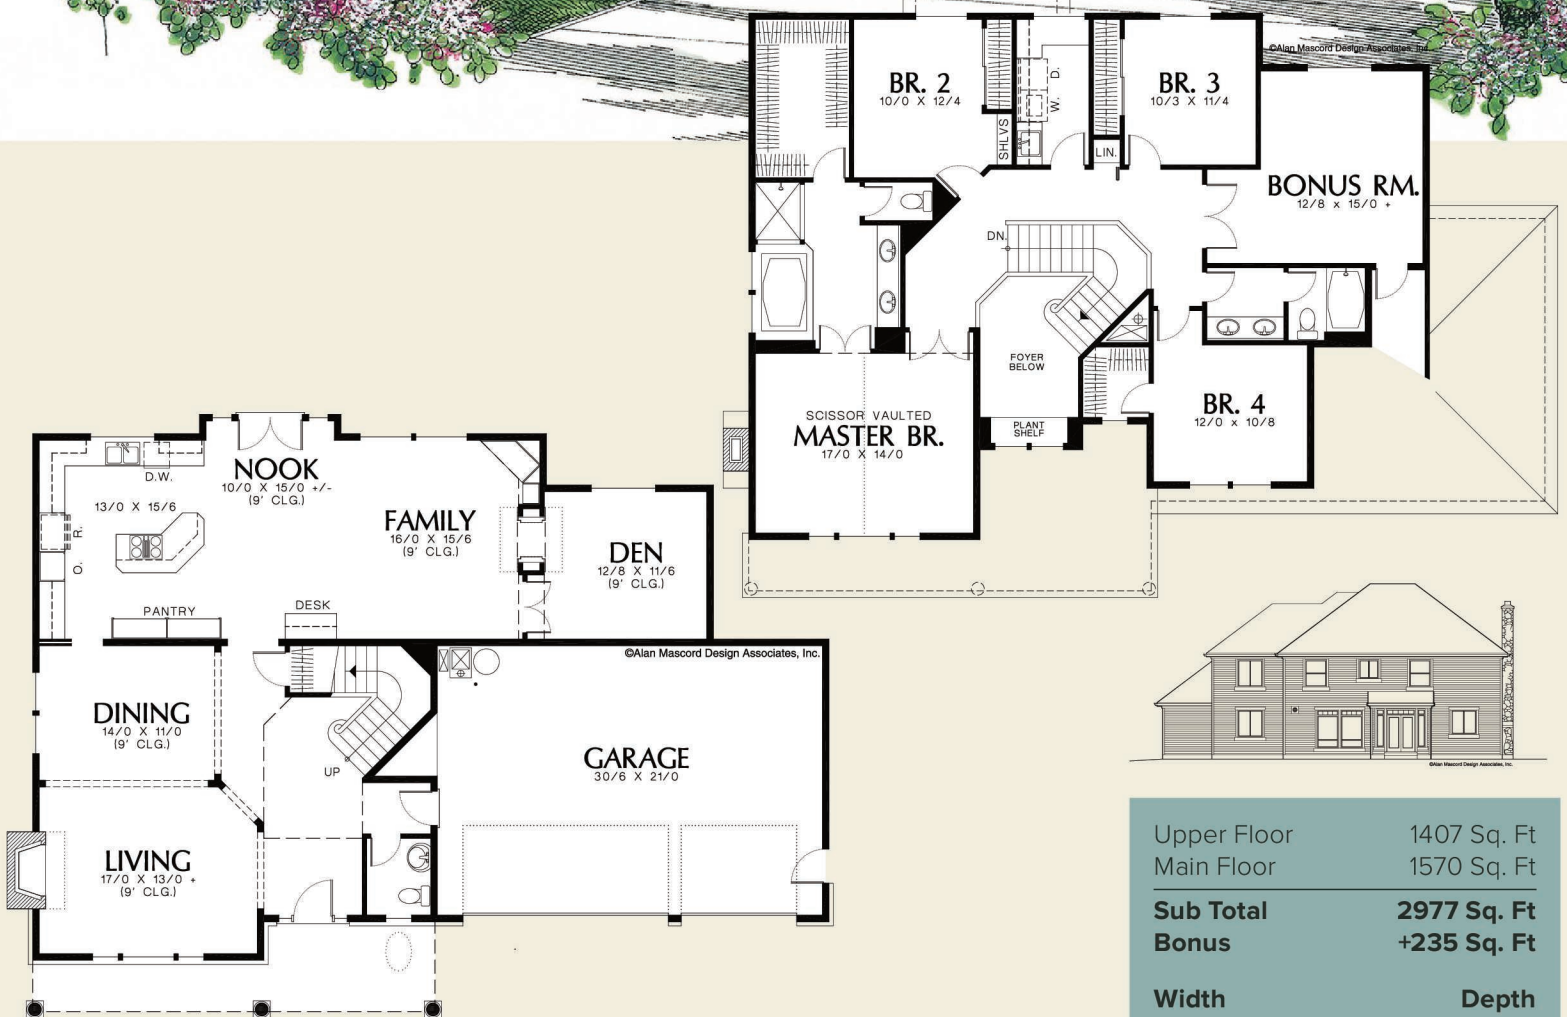 ©Alan Mascord Design Associates, Inc.
BR. 2
10/0 X 12/4
SHLVS
W. D.
LIN.
BR. 3
10/3 X 11/4
BONUS RM.
12/8 x 15/0 +
DN.
FOYER
BELOW
PLANT
SHELF
SCISSOR VAULTED
MASTER BR.
17/0 X 14/0
BR. 4
12/0 x 10/8
D.W.
NOOK
10/0 X 15/0 +/-
(9' CLG.)
13/0 X 15/6
R.
O.
FAMILY
16/0 X 15/6
(9' CLG.)
DEN
12/8 X 11/6
(9' CLG.)
PANTRY
DESK
©Alan Mascord Design Associates, Inc.
DINING
14/0 X 11/0
(9' CLG.)
UP
GARAGE
30/6 X 21/0
LIVING
17/0 X 13/0 +
(9' CLG.)
©Alan Mascord Design Associates, Inc.
Upper Floor 1407 Sq. Ft
Main Floor 1570 Sq. Ft
Sub Total 2977 Sq. Ft
Bonus +235 Sq. Ft
Width Depth